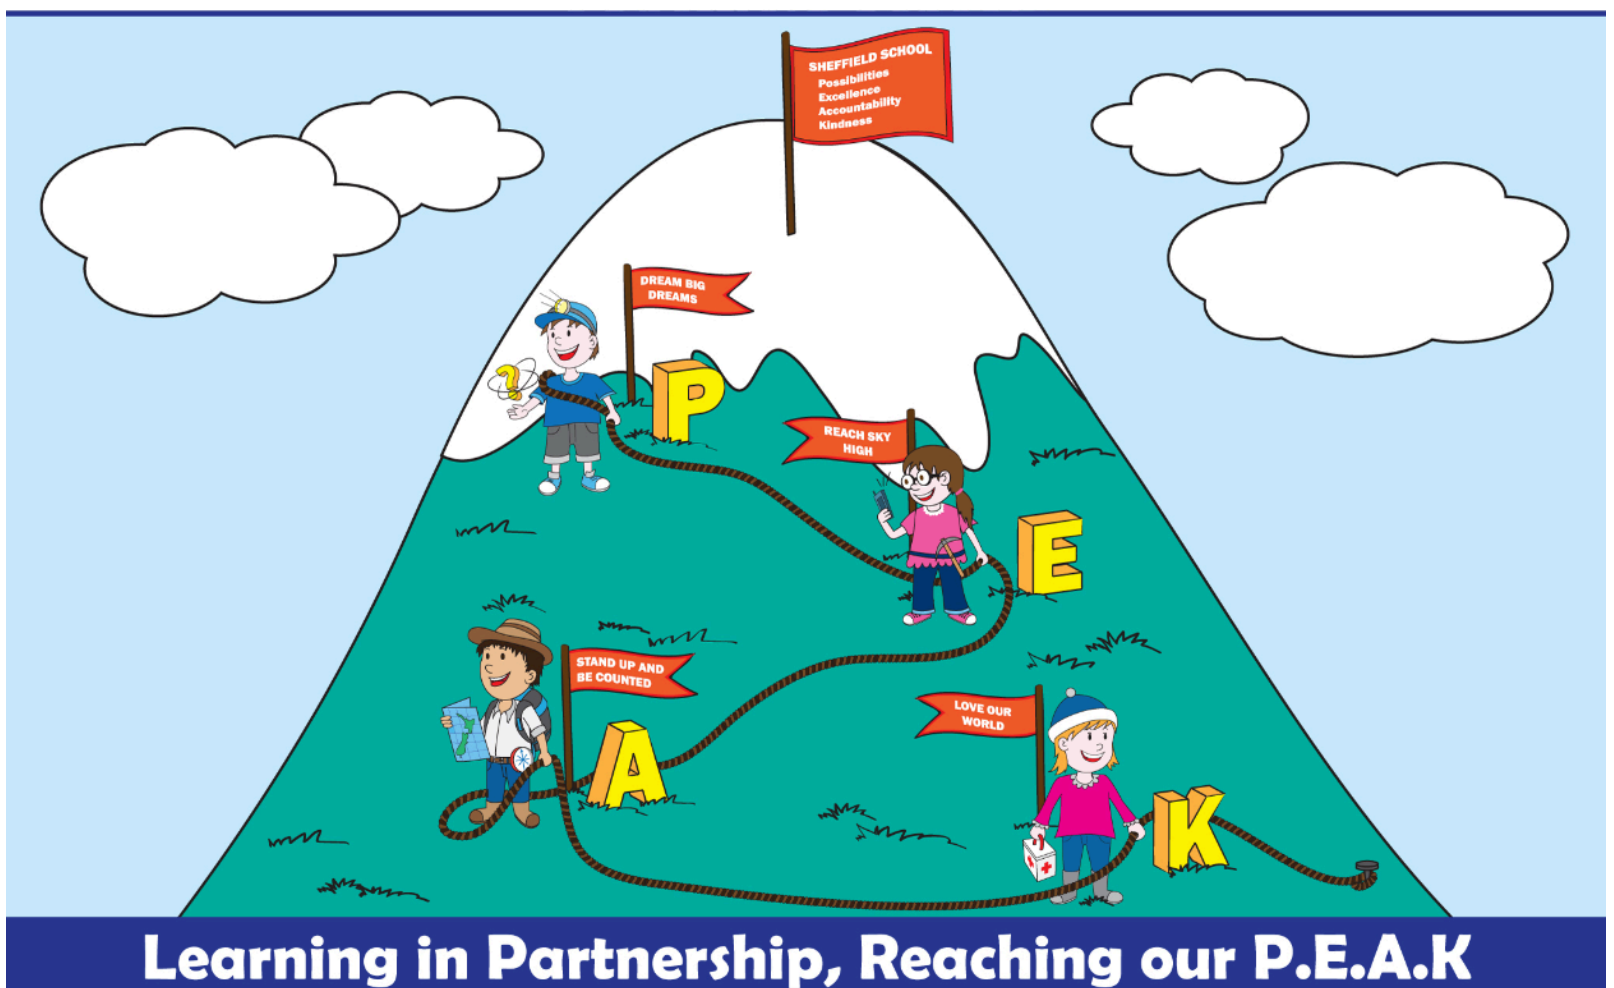 SHEFFIELD SCHOOL
Possibilities
Excellence
Accountability
Kindness
DREAM BIG
DREAMS
?
P
REACH SKY
HIGH
E
STAND UP AND
BE COUNTED
A
LOVE OUR
WORLD
K
Learning in Partnership, Reaching our P.E.A.K